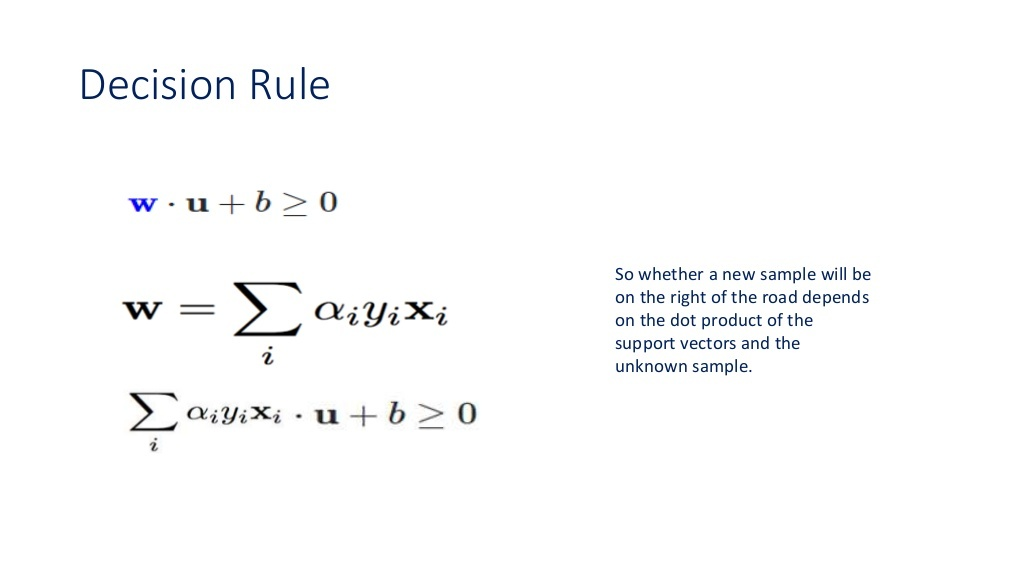 Decision Rule
w · u + b ≥ 0
w = ∑ᵢ αᵢyᵢxᵢ
∑ᵢ αᵢyᵢxᵢ · u + b ≥ 0
So whether a new sample will be
on the right of the road depends
on the dot product of the
support vectors and the
unknown sample.